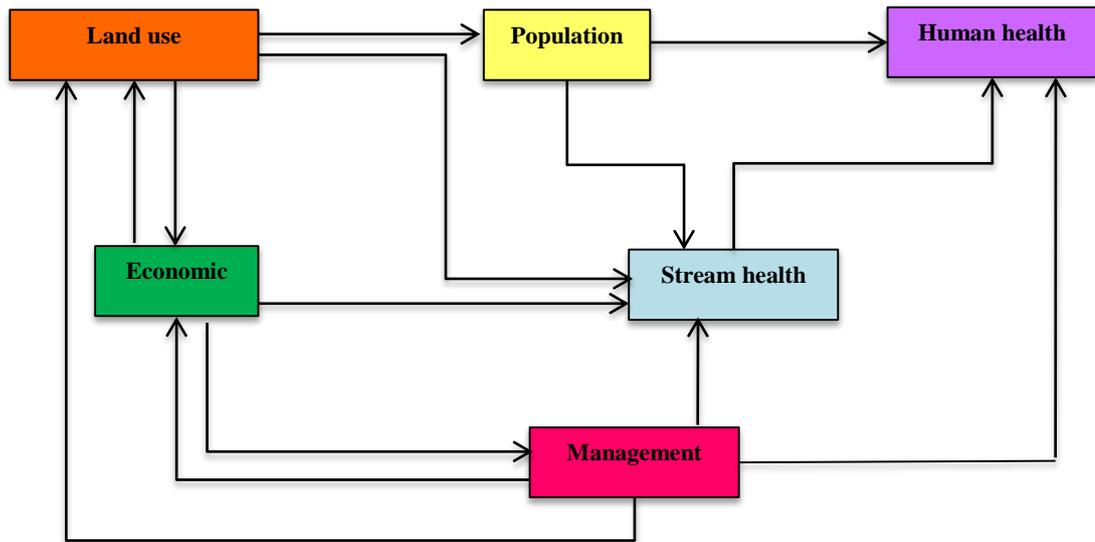 Land use
Population
Human health
Economic
Stream health
Management